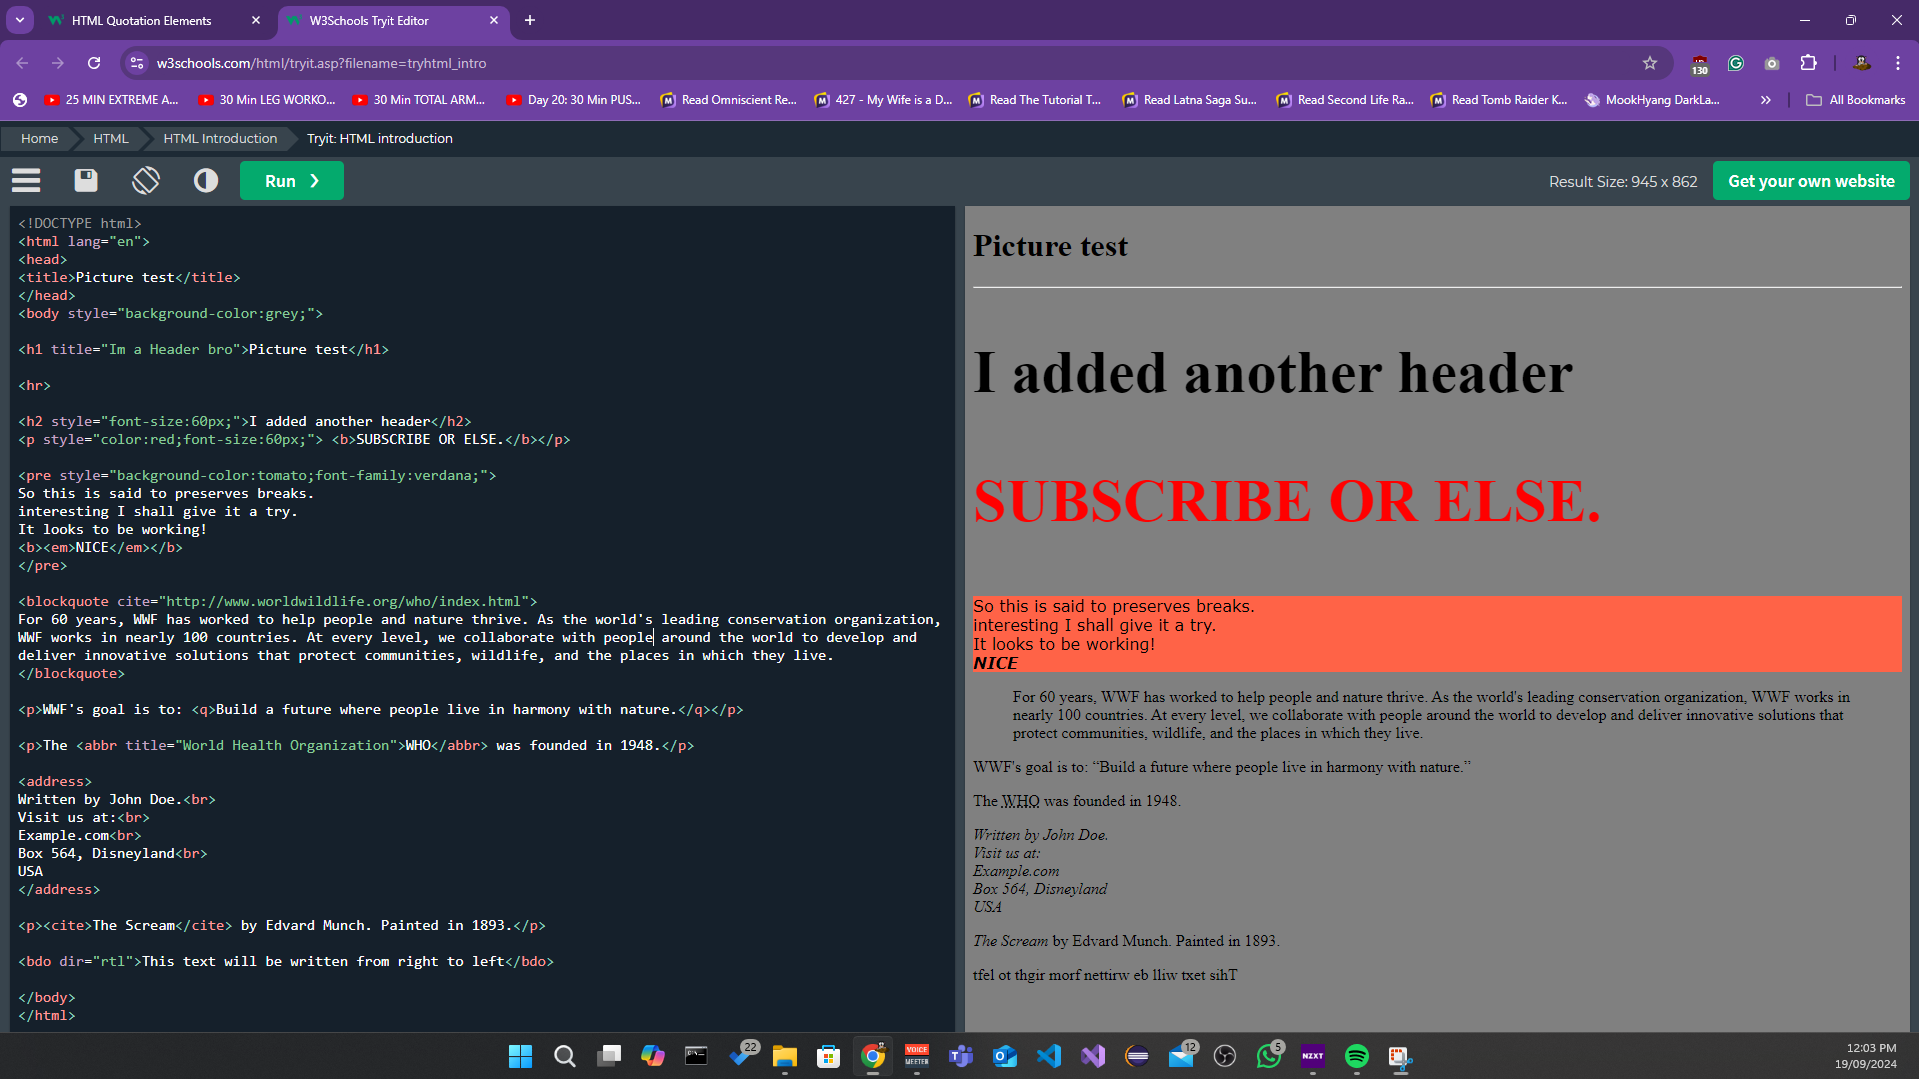 HTML Quotation Elements
W3Schools Tryit Editor
w3schools.com/html/tryit.asp?filename=tryhtml_intro
130
25 MIN EXTREME A...
30 Min LEG WORKO...
30 Min TOTAL ARM...
Day 20: 30 Min PUS...
Read Omniscient Re...
427 - My Wife is a D...
Read The Tutorial T...
Read Latna Saga Su...
Read Second Life Ra...
Read Tomb Raider K...
MookHyang DarkLa...
All Bookmarks
Home
HTML
HTML Introduction
Tryit: HTML introduction
Run ❯
Result Size: 945 x 862
Get your own website
<!DOCTYPE html>
<html lang="en">
<head>
<title>Picture test</title>
</head>
<body style="background-color:grey;">
<h1 title="Im a Header bro">Picture test</h1>
<hr>
<h2 style="font-size:60px;">I added another header</h2>
<p style="color:red;font-size:60px;"> <b>SUBSCRIBE OR ELSE.</b></p>
<pre style="background-color:tomato;font-family:verdana;">
So this is said to preserves breaks.
interesting I shall give it a try.
It looks to be working!
<b><em>NICE</em></b>
</pre>
<blockquote cite="http://www.worldwildlife.org/who/index.html">
For 60 years, WWF has worked to help people and nature thrive. As the world's leading conservation organization,
WWF works in nearly 100 countries. At every level, we collaborate with people around the world to develop and
deliver innovative solutions that protect communities, wildlife, and the places in which they live.
</blockquote>
<p>WWF's goal is to: <q>Build a future where people live in harmony with nature.</q></p>
<p>The <abbr title="World Health Organization">WHO</abbr> was founded in 1948.</p>
<address>
Written by John Doe.<br>
Visit us at:<br>
Example.com<br>
Box 564, Disneyland<br>
USA
</address>
<p><cite>The Scream</cite> by Edvard Munch. Painted in 1893.</p>
<bdo dir="rtl">This text will be written from right to left</bdo>
</body>
</html>
Picture test
I added another header
SUBSCRIBE OR ELSE.
So this is said to preserves breaks.
interesting I shall give it a try.
It looks to be working!
NICE
For 60 years, WWF has worked to help people and nature thrive. As the world's leading conservation organization, WWF works in
nearly 100 countries. At every level, we collaborate with people around the world to develop and deliver innovative solutions that
protect communities, wildlife, and the places in which they live.
WWF's goal is to: “Build a future where people live in harmony with nature.”
The WHO was founded in 1948.
Written by John Doe.
Visit us at:
Example.com
Box 564, Disneyland
USA
The Scream by Edvard Munch. Painted in 1893.
tfel ot thgir morf nettirw eb lliw txet sihT
22
VOICE
MEETER
12
5
NZXT
12:03 PM
19/09/2024